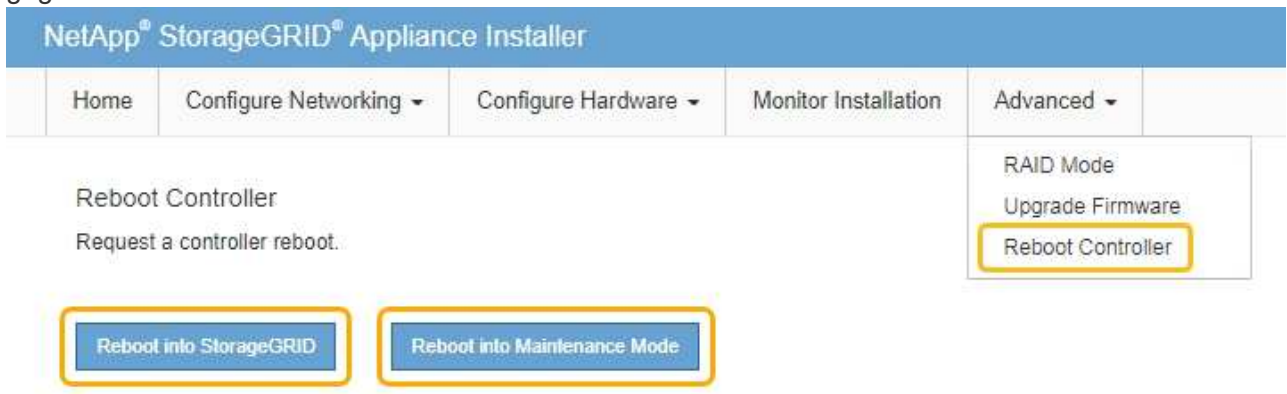 NetApp® StorageGRID® Appliance Installer
Home Configure Networking Configure Hardware Monitor Installation Advanced
RAID Mode
Upgrade Firmware
Reboot Controller
Reboot Controller
Request a controller reboot.
Reboot into StorageGRID Reboot into Maintenance Mode